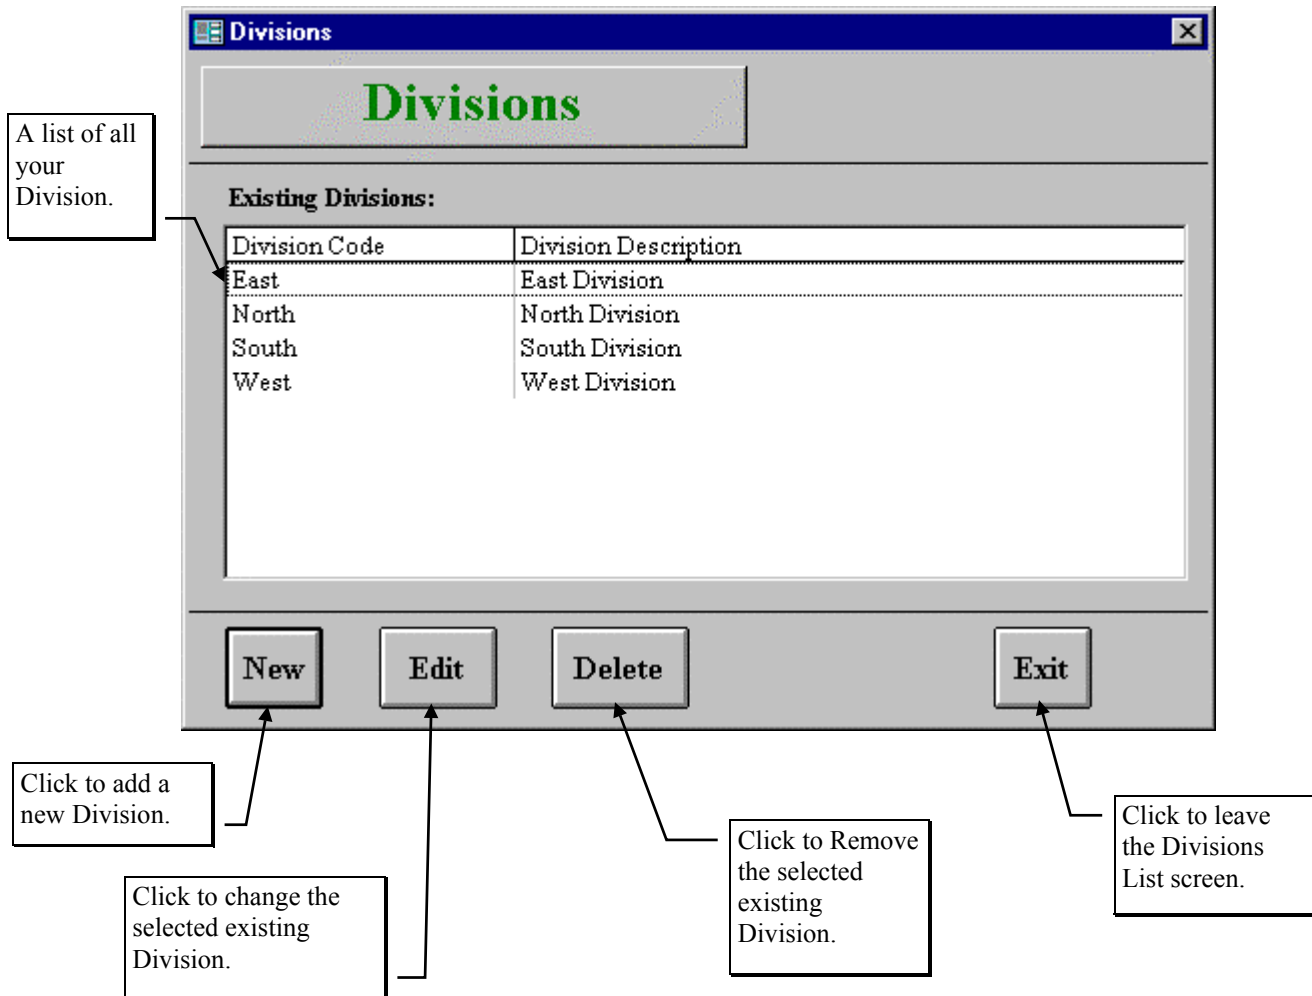 Divisions
Divisions
A list of all
your
Division.
Existing Divisions:
Division Code Division Description
East East Division
North North Division
South South Division
West West Division
New Edit Delete Exit
Click to add a
new Division.
Click to change the
selected existing
Division.
Click to Remove
the selected
existing
Division.
Click to leave
the Divisions
List screen.